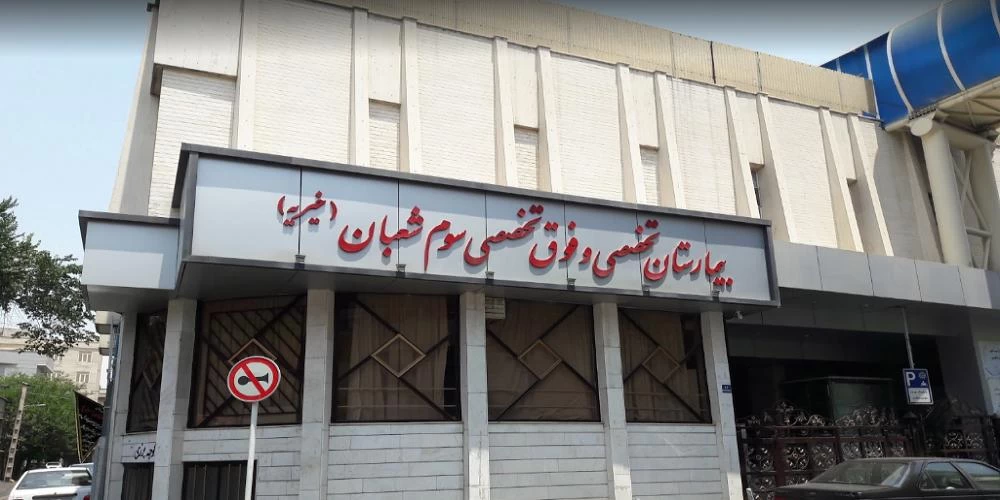 بیمارستان تخصصی و فوق تخصصی سوم شعبان (خیریه)
P